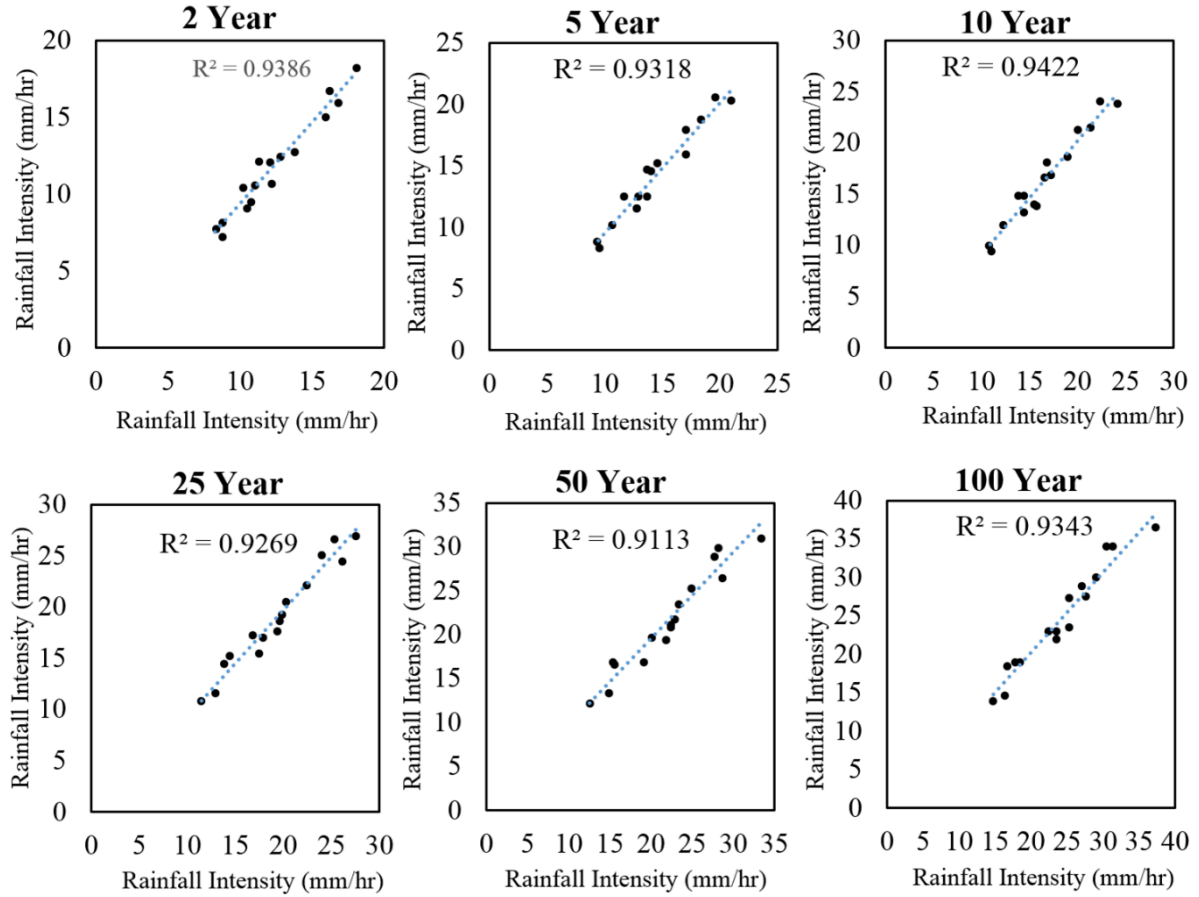 2 Year
R² = 0.9386
20
15
10
5
0
0 5 10 15 20
Rainfall Intensity (mm/hr)
Rainfall Intensity (mm/hr)
5 Year
R² = 0.9318
25
20
15
10
5
0
0 5 10 15 20 25
Rainfall Intensity (mm/hr)
Rainfall Intensity (mm/hr)
10 Year
R² = 0.9422
30
25
20
15
10
5
0
0 5 10 15 20 25 30
Rainfall Intensity (mm/hr)
Rainfall Intensity (mm/hr)
25 Year
R² = 0.9269
30
25
20
15
10
5
0
0 5 10 15 20 25 30
Rainfall Intensity (mm/hr)
Rainfall Intensity (mm/hr)
50 Year
R² = 0.9113
35
30
25
20
15
10
5
0
0 5 10 15 20 25 30 35
Rainfall Intensity (mm/hr)
Rainfall Intensity (mm/hr)
100 Year
R² = 0.9343
40
35
30
25
20
15
10
5
0
0 5 10 15 20 25 30 35 40
Rainfall Intensity (mm/hr)
Rainfall Intensity (mm/hr)